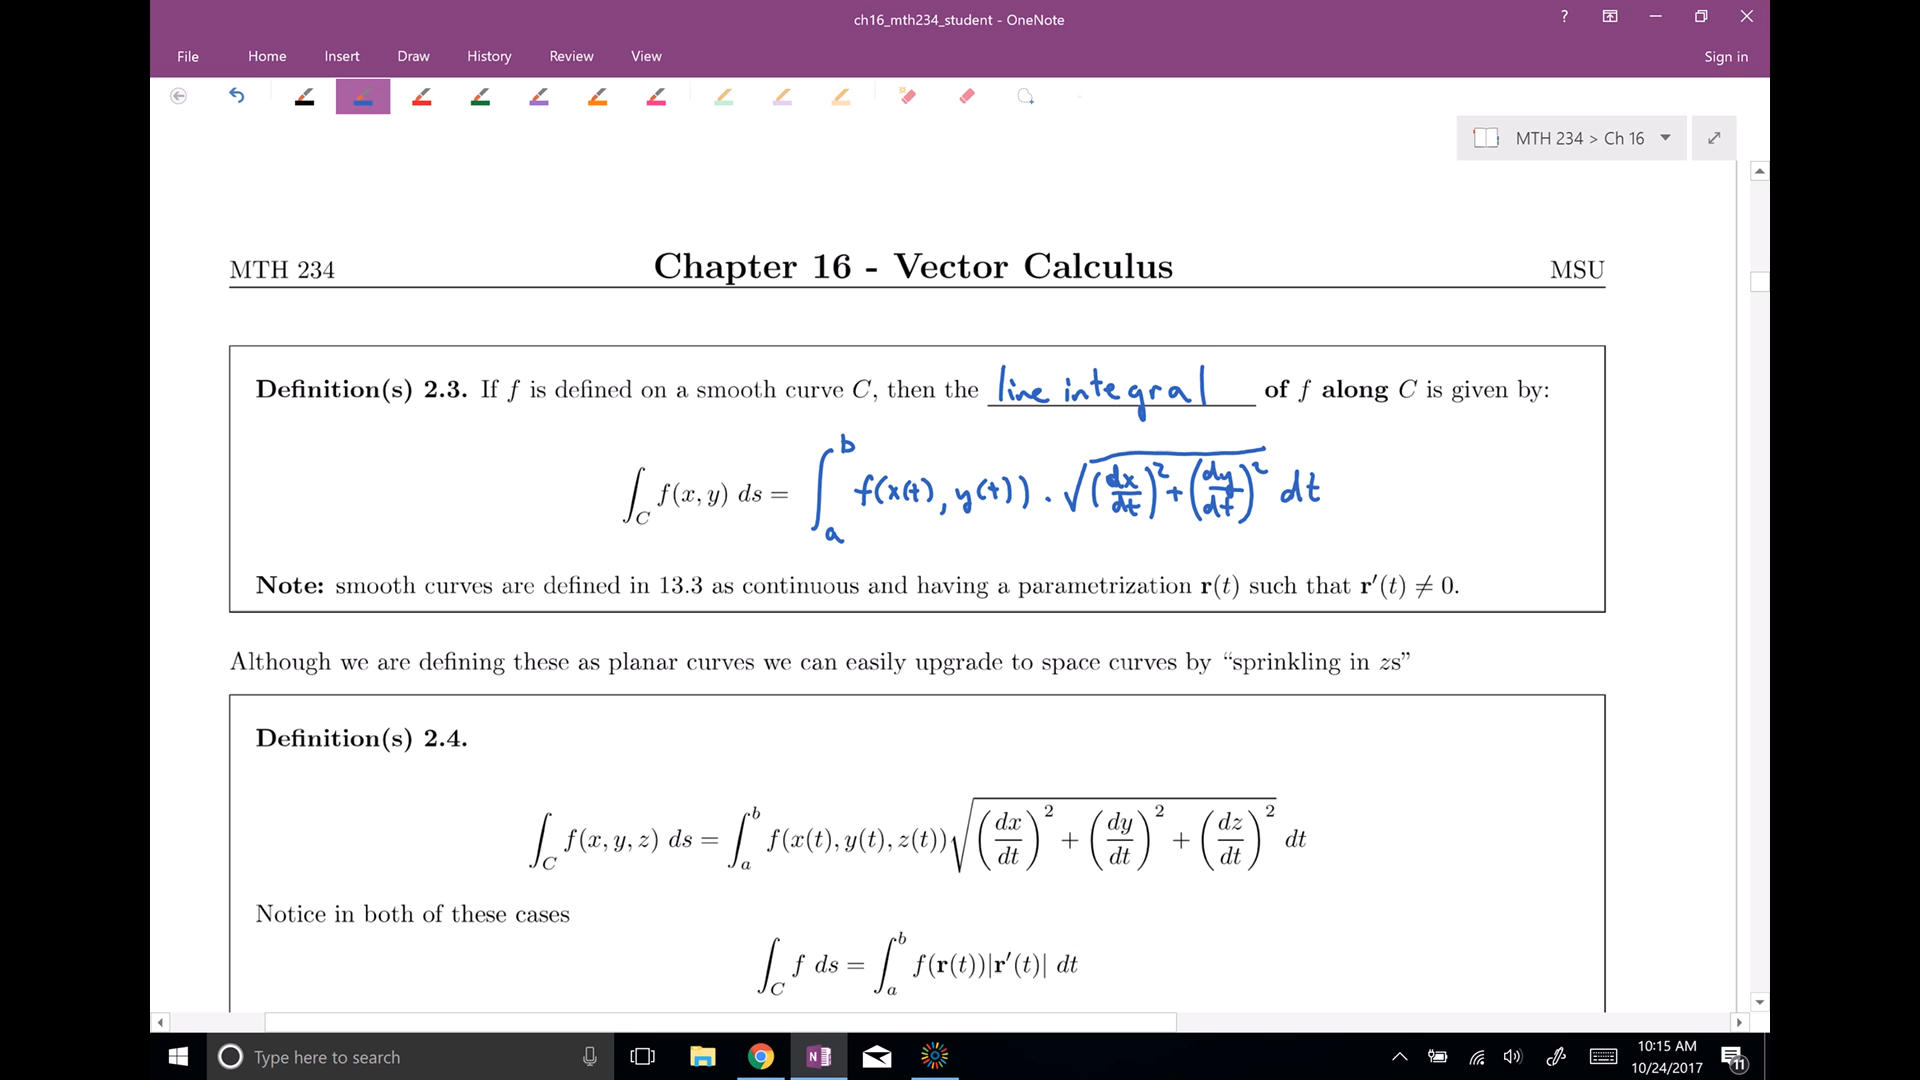 ch16_mth234_student - OneNote
?
File Home Insert Draw History Review View Sign in
MTH 234 > Ch 16
MTH 234 Chapter 16 - Vector Calculus MSU
Definition(s) 2.3. If f is defined on a smooth curve C, then the line integral of f along C is given by:
∫_C f(x, y) ds = ∫_a^b f(x(t), y(t)) · √((dx/dt)² + (dy/dt)²) dt
Note: smooth curves are defined in 13.3 as continuous and having a parametrization r(t) such that r′(t) ≠ 0.
Although we are defining these as planar curves we can easily upgrade to space curves by “sprinkling in zs”
Definition(s) 2.4.
∫_C f(x, y, z) ds = ∫_a^b f(x(t), y(t), z(t)) √((dx/dt)² + (dy/dt)² + (dz/dt)²) dt
Notice in both of these cases
∫_C f ds = ∫_a^b f(r(t))|r′(t)| dt
Type here to search
N
10:15 AM
10/24/2017
11